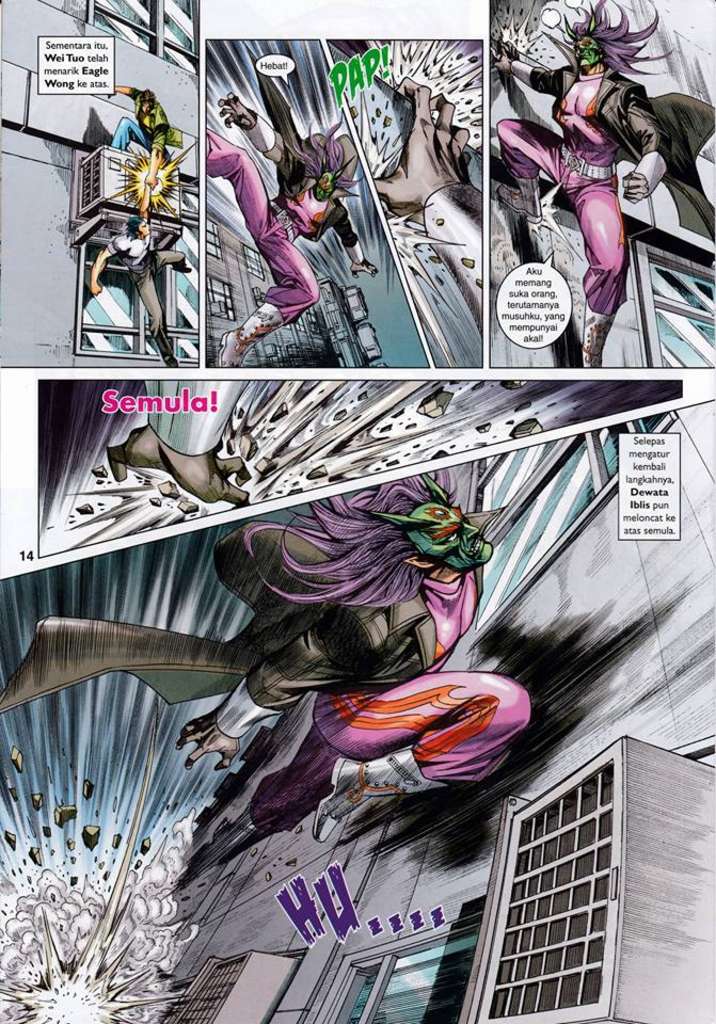 Sementara itu,
Wei Tuo telah
menarik Eagle
Wong ke atas.
Hebat!
PAP!
Aku
memang
suka orang,
terutamanya
musuhku, yang
mempunyai
akal!
Semula!
Selepas
mengatur
kembali
langkahnya,
Dewata
Iblis pun
meloncat ke
atas semula.
14
HU....